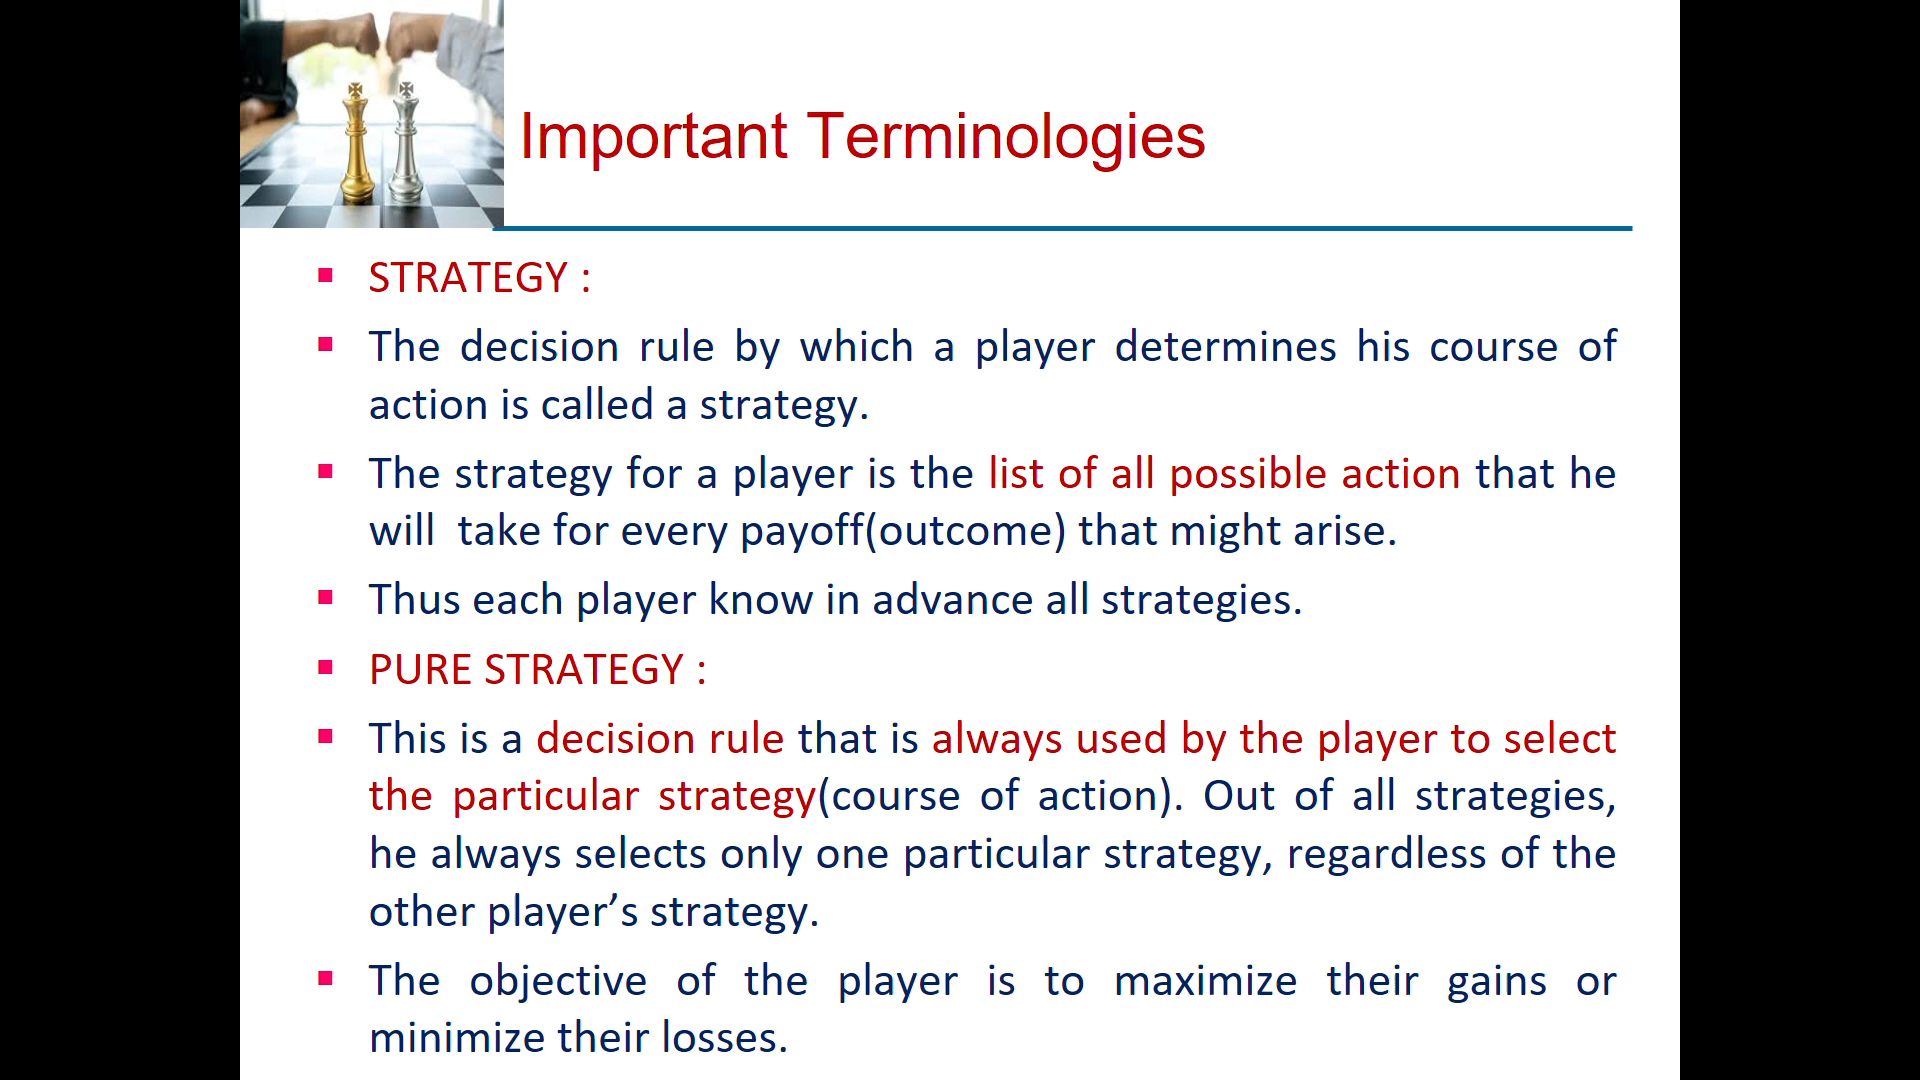 Important Terminologies
STRATEGY :
The decision rule by which a player determines his course of
action is called a strategy.
The strategy for a player is the list of all possible action that he
will  take for every payoff(outcome) that might arise.
Thus each player know in advance all strategies.
PURE STRATEGY :
This is a decision rule that is always used by the player to select
the particular strategy(course of action). Out of all strategies,
he always selects only one particular strategy, regardless of the
other player’s strategy.
The objective of the player is to maximize their gains or
minimize their losses.